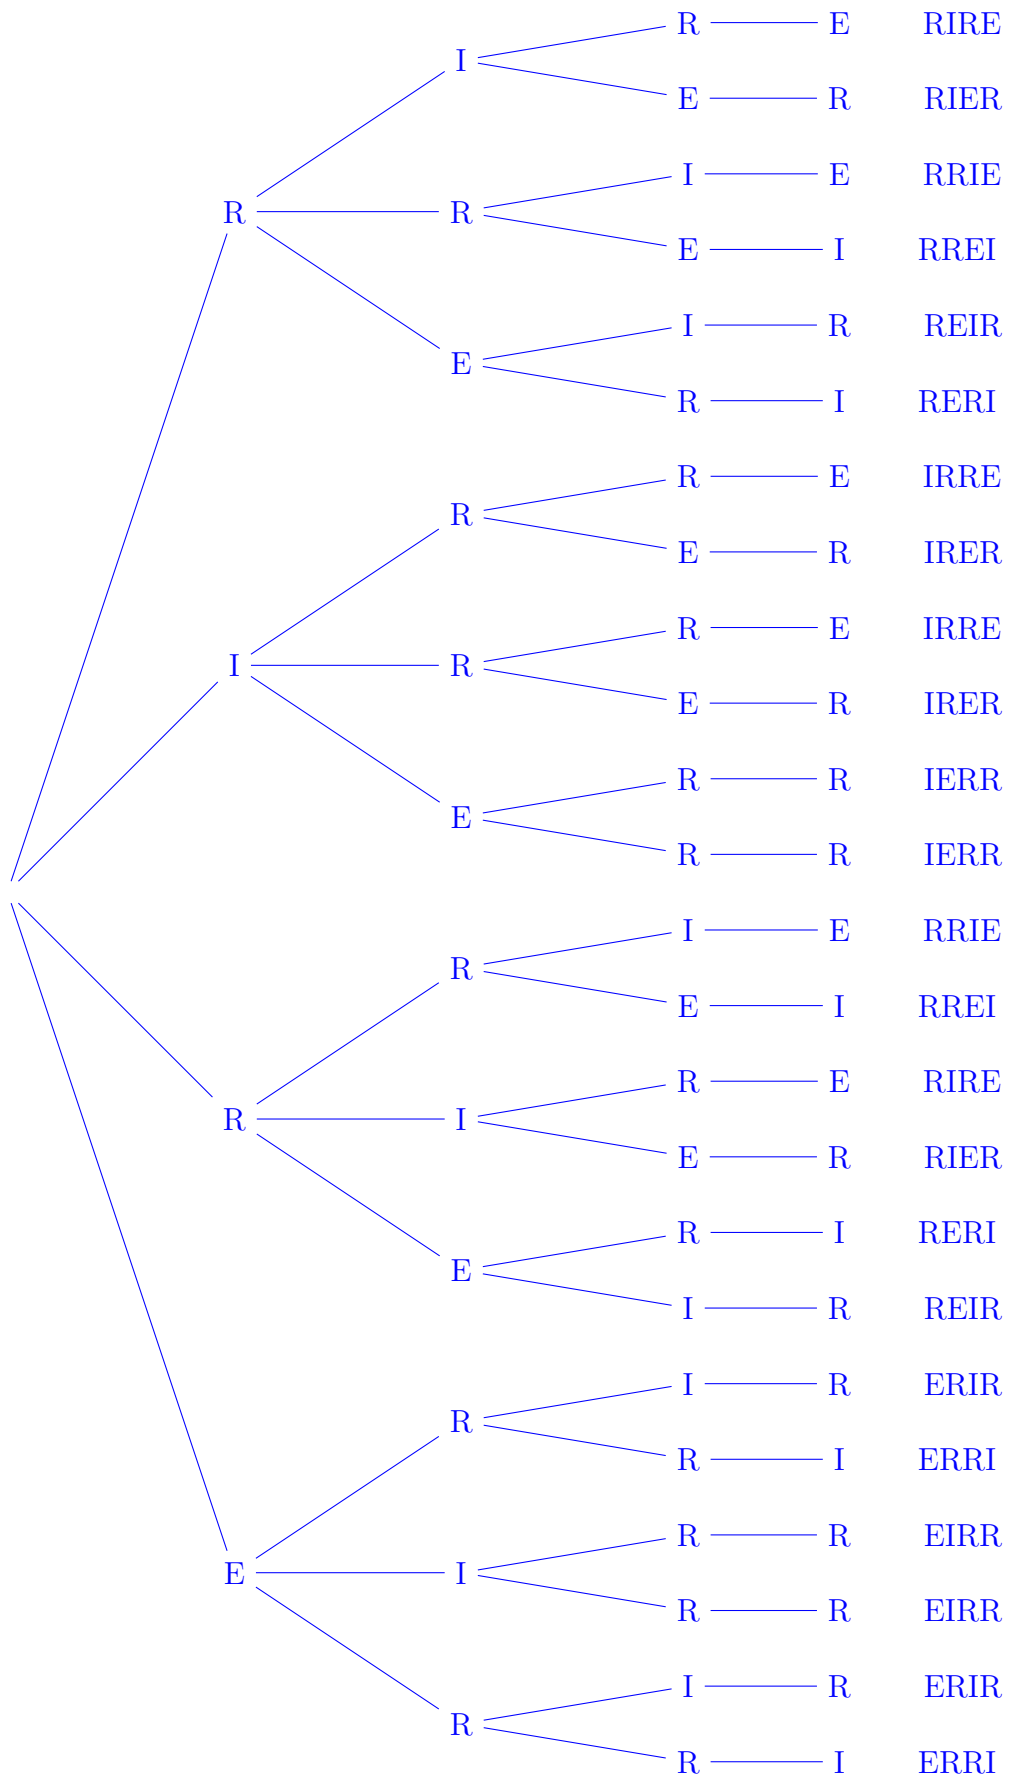 R E RIRE
I
E R RIER
I E RRIE
R R
E I RREI
I R REIR
E
R I RERI
R E IRRE
R
E R IRER
R E IRRE
I R
E R IRER
R R IERR
E
R R IERR
I E RRIE
R
E I RREI
R E RIRE
R I
E R RIER
R I RERI
E
I R REIR
I R ERIR
R
R I ERRI
R R EIRR
E I
R R EIRR
I R ERIR
R
R I ERRI